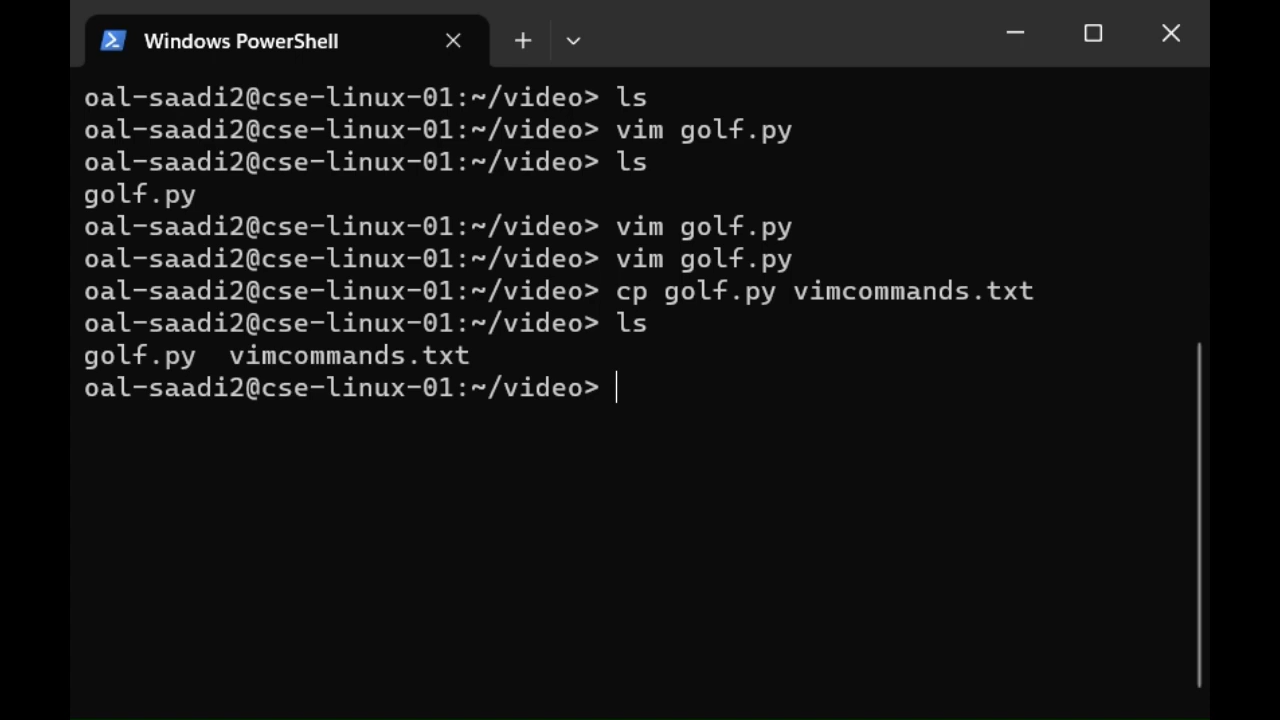 Windows PowerShell
oal-saadi2@cse-linux-01:~/video> ls
oal-saadi2@cse-linux-01:~/video> vim golf.py
oal-saadi2@cse-linux-01:~/video> ls
golf.py
oal-saadi2@cse-linux-01:~/video> vim golf.py
oal-saadi2@cse-linux-01:~/video> vim golf.py
oal-saadi2@cse-linux-01:~/video> cp golf.py vimcommands.txt
oal-saadi2@cse-linux-01:~/video> ls
golf.py  vimcommands.txt
oal-saadi2@cse-linux-01:~/video>